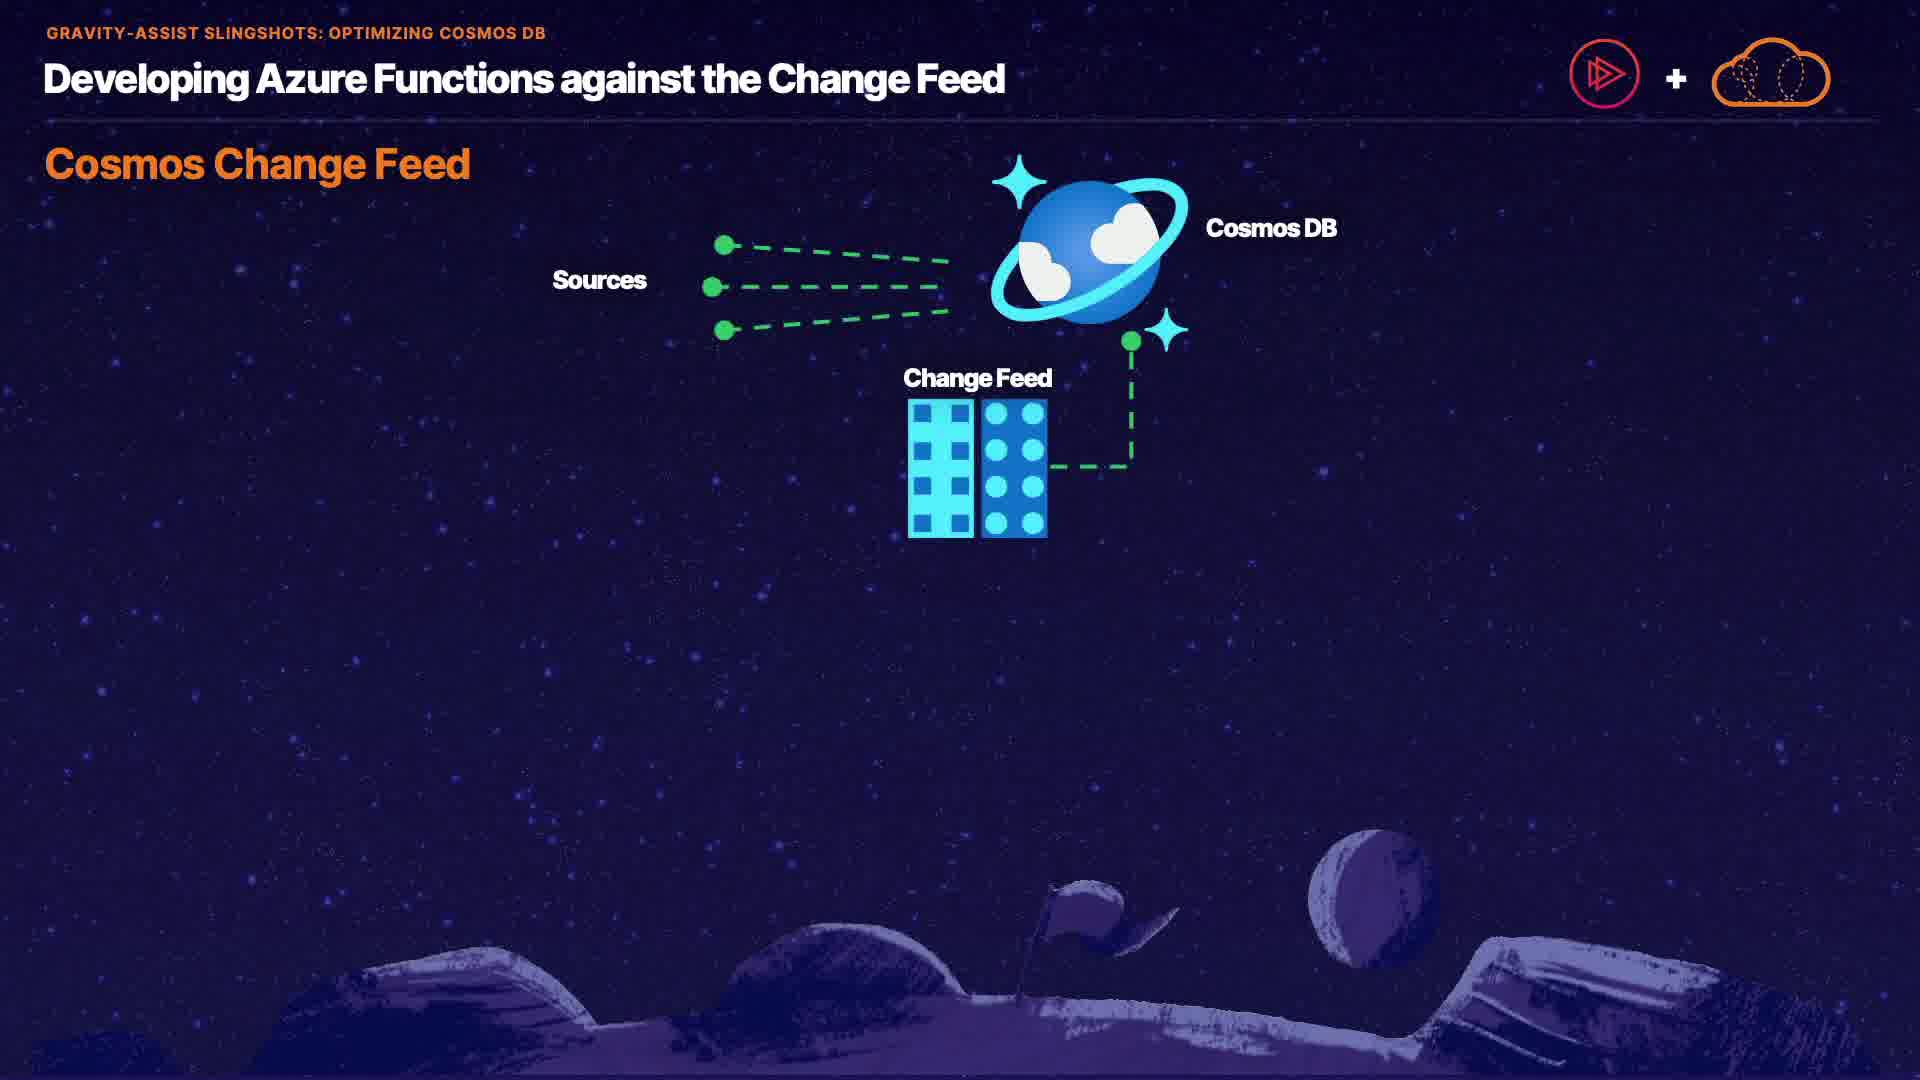 GRAVITY-ASSIST SLINGSHOTS: OPTIMIZING COSMOS DB
Developing Azure Functions against the Change Feed
+
Cosmos Change Feed
Cosmos DB
Sources
Change Feed